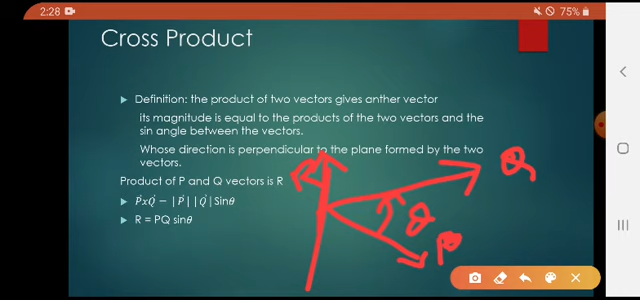 2:28
75%
Cross Product
Definition: the product of two vectors gives anther vector
its magnitude is equal to the products of the two vectors and the
sin angle between the vectors.
Whose direction is perpendicular to the plane formed by the two
vectors.
Product of P and Q vectors is R
P⃗xQ⃗ − |P⃗| |Q⃗|Sinθ
R = PQ sinθ
R
Q
θ
P